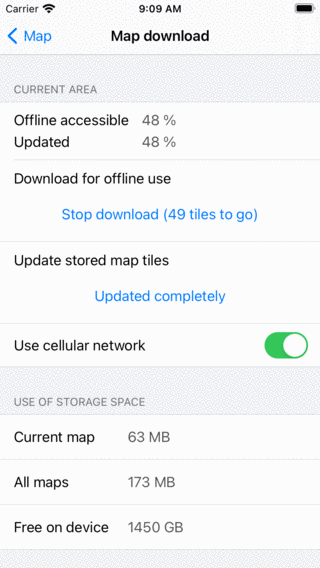 Carrier 9:09 AM
Map Map download
CURRENT AREA
Offline accessible 48 %
Updated 48 %
Download for offline use
Stop download (49 tiles to go)
Update stored map tiles
Updated completely
Use cellular network
USE OF STORAGE SPACE
Current map 63 MB
All maps 173 MB
Free on device 1450 GB